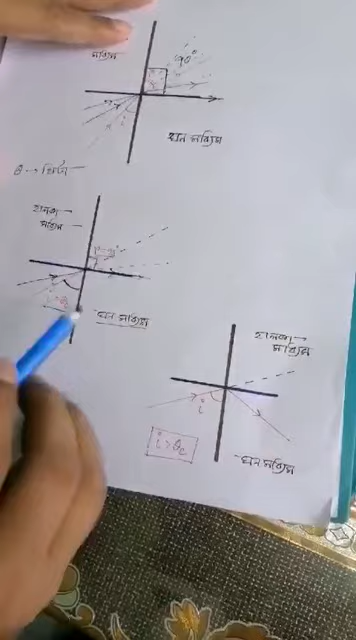 মাধ্যম
90°
i
ঘন মাধ্যম
θ → থিটা
হালকা
মাধ্যম
ঘন মাধ্যম
হালকা
মাধ্যম
i
i > θc
ঘন মাধ্যম